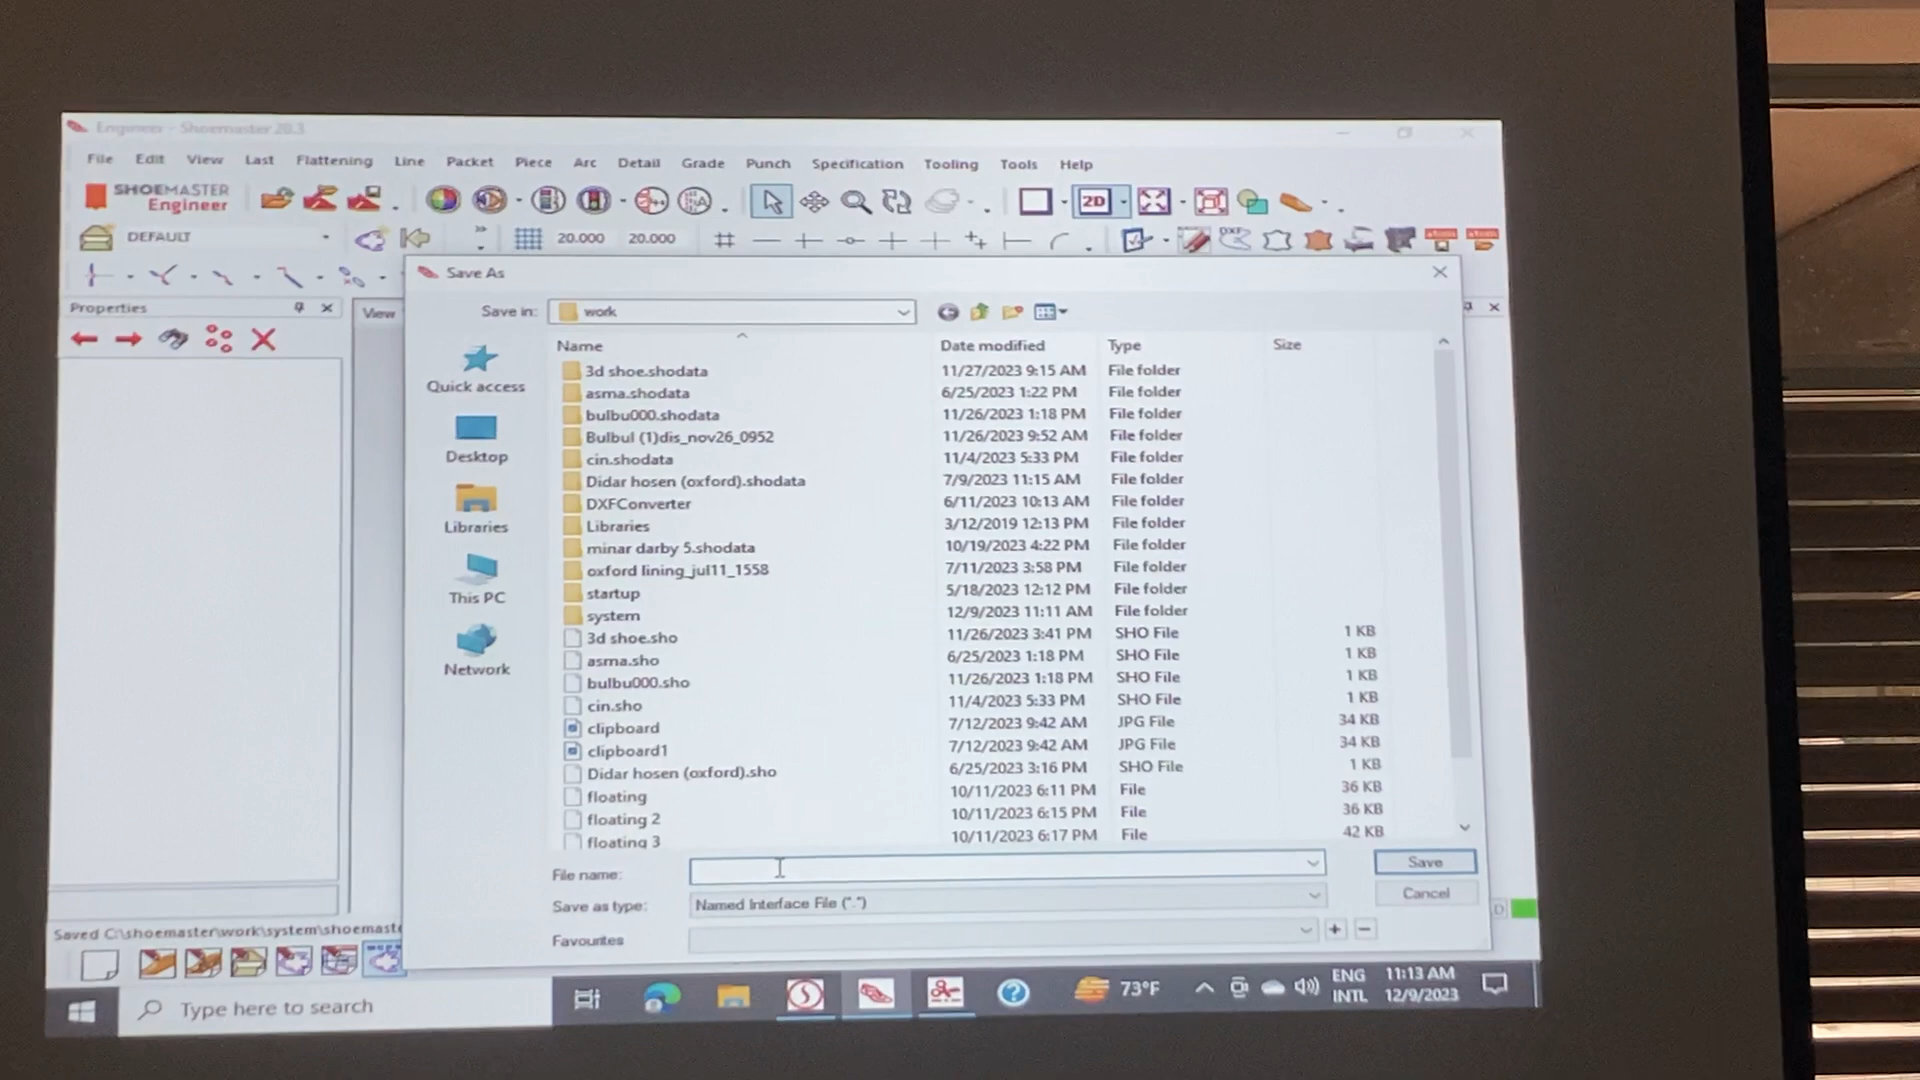 Engineer - Shoemaster 20.3
File Edit View Last Flattening Line Packet Piece Arc Detail Grade Punch Specification Tooling Tools Help
SHOEMASTER
Engineer
2D
DEFAULT
20.000 20.000
DXF
Save As
Properties
View
Save in: work
Name Date modified Type Size
Quick access
Desktop
Libraries
This PC
Network
3d shoe.shodata 11/27/2023 9:15 AM File folder
asma.shodata 6/25/2023 1:22 PM File folder
bulbu000.shodata 11/26/2023 1:18 PM File folder
Bulbul (1)dis_nov26_0952 11/26/2023 9:52 AM File folder
cin.shodata 11/4/2023 5:33 PM File folder
Didar hosen (oxford).shodata 7/9/2023 11:15 AM File folder
DXFConverter 6/11/2023 10:13 AM File folder
Libraries 3/12/2019 12:13 PM File folder
minar darby 5.shodata 10/19/2023 4:22 PM File folder
oxford lining_jul11_1558 7/11/2023 3:58 PM File folder
startup 5/18/2023 12:12 PM File folder
system 12/9/2023 11:11 AM File folder
3d shoe.sho 11/26/2023 3:41 PM SHO File 1 KB
asma.sho 6/25/2023 1:18 PM SHO File 1 KB
bulbu000.sho 11/26/2023 1:18 PM SHO File 1 KB
cin.sho 11/4/2023 5:33 PM SHO File 1 KB
clipboard 7/12/2023 9:42 AM JPG File 34 KB
clipboard1 7/12/2023 9:42 AM JPG File 34 KB
Didar hosen (oxford).sho 6/25/2023 3:16 PM SHO File 1 KB
floating 10/11/2023 6:11 PM File 36 KB
floating 2 10/11/2023 6:15 PM File 36 KB
floating 3 10/11/2023 6:17 PM File 42 KB
File name: Save
Save as type: Named Interface File (*.*) Cancel
Favourites
Saved C:\shoemaster\work\system\shoemaste
Type here to search
73°F
ENG
INTL
11:13 AM
12/9/2023